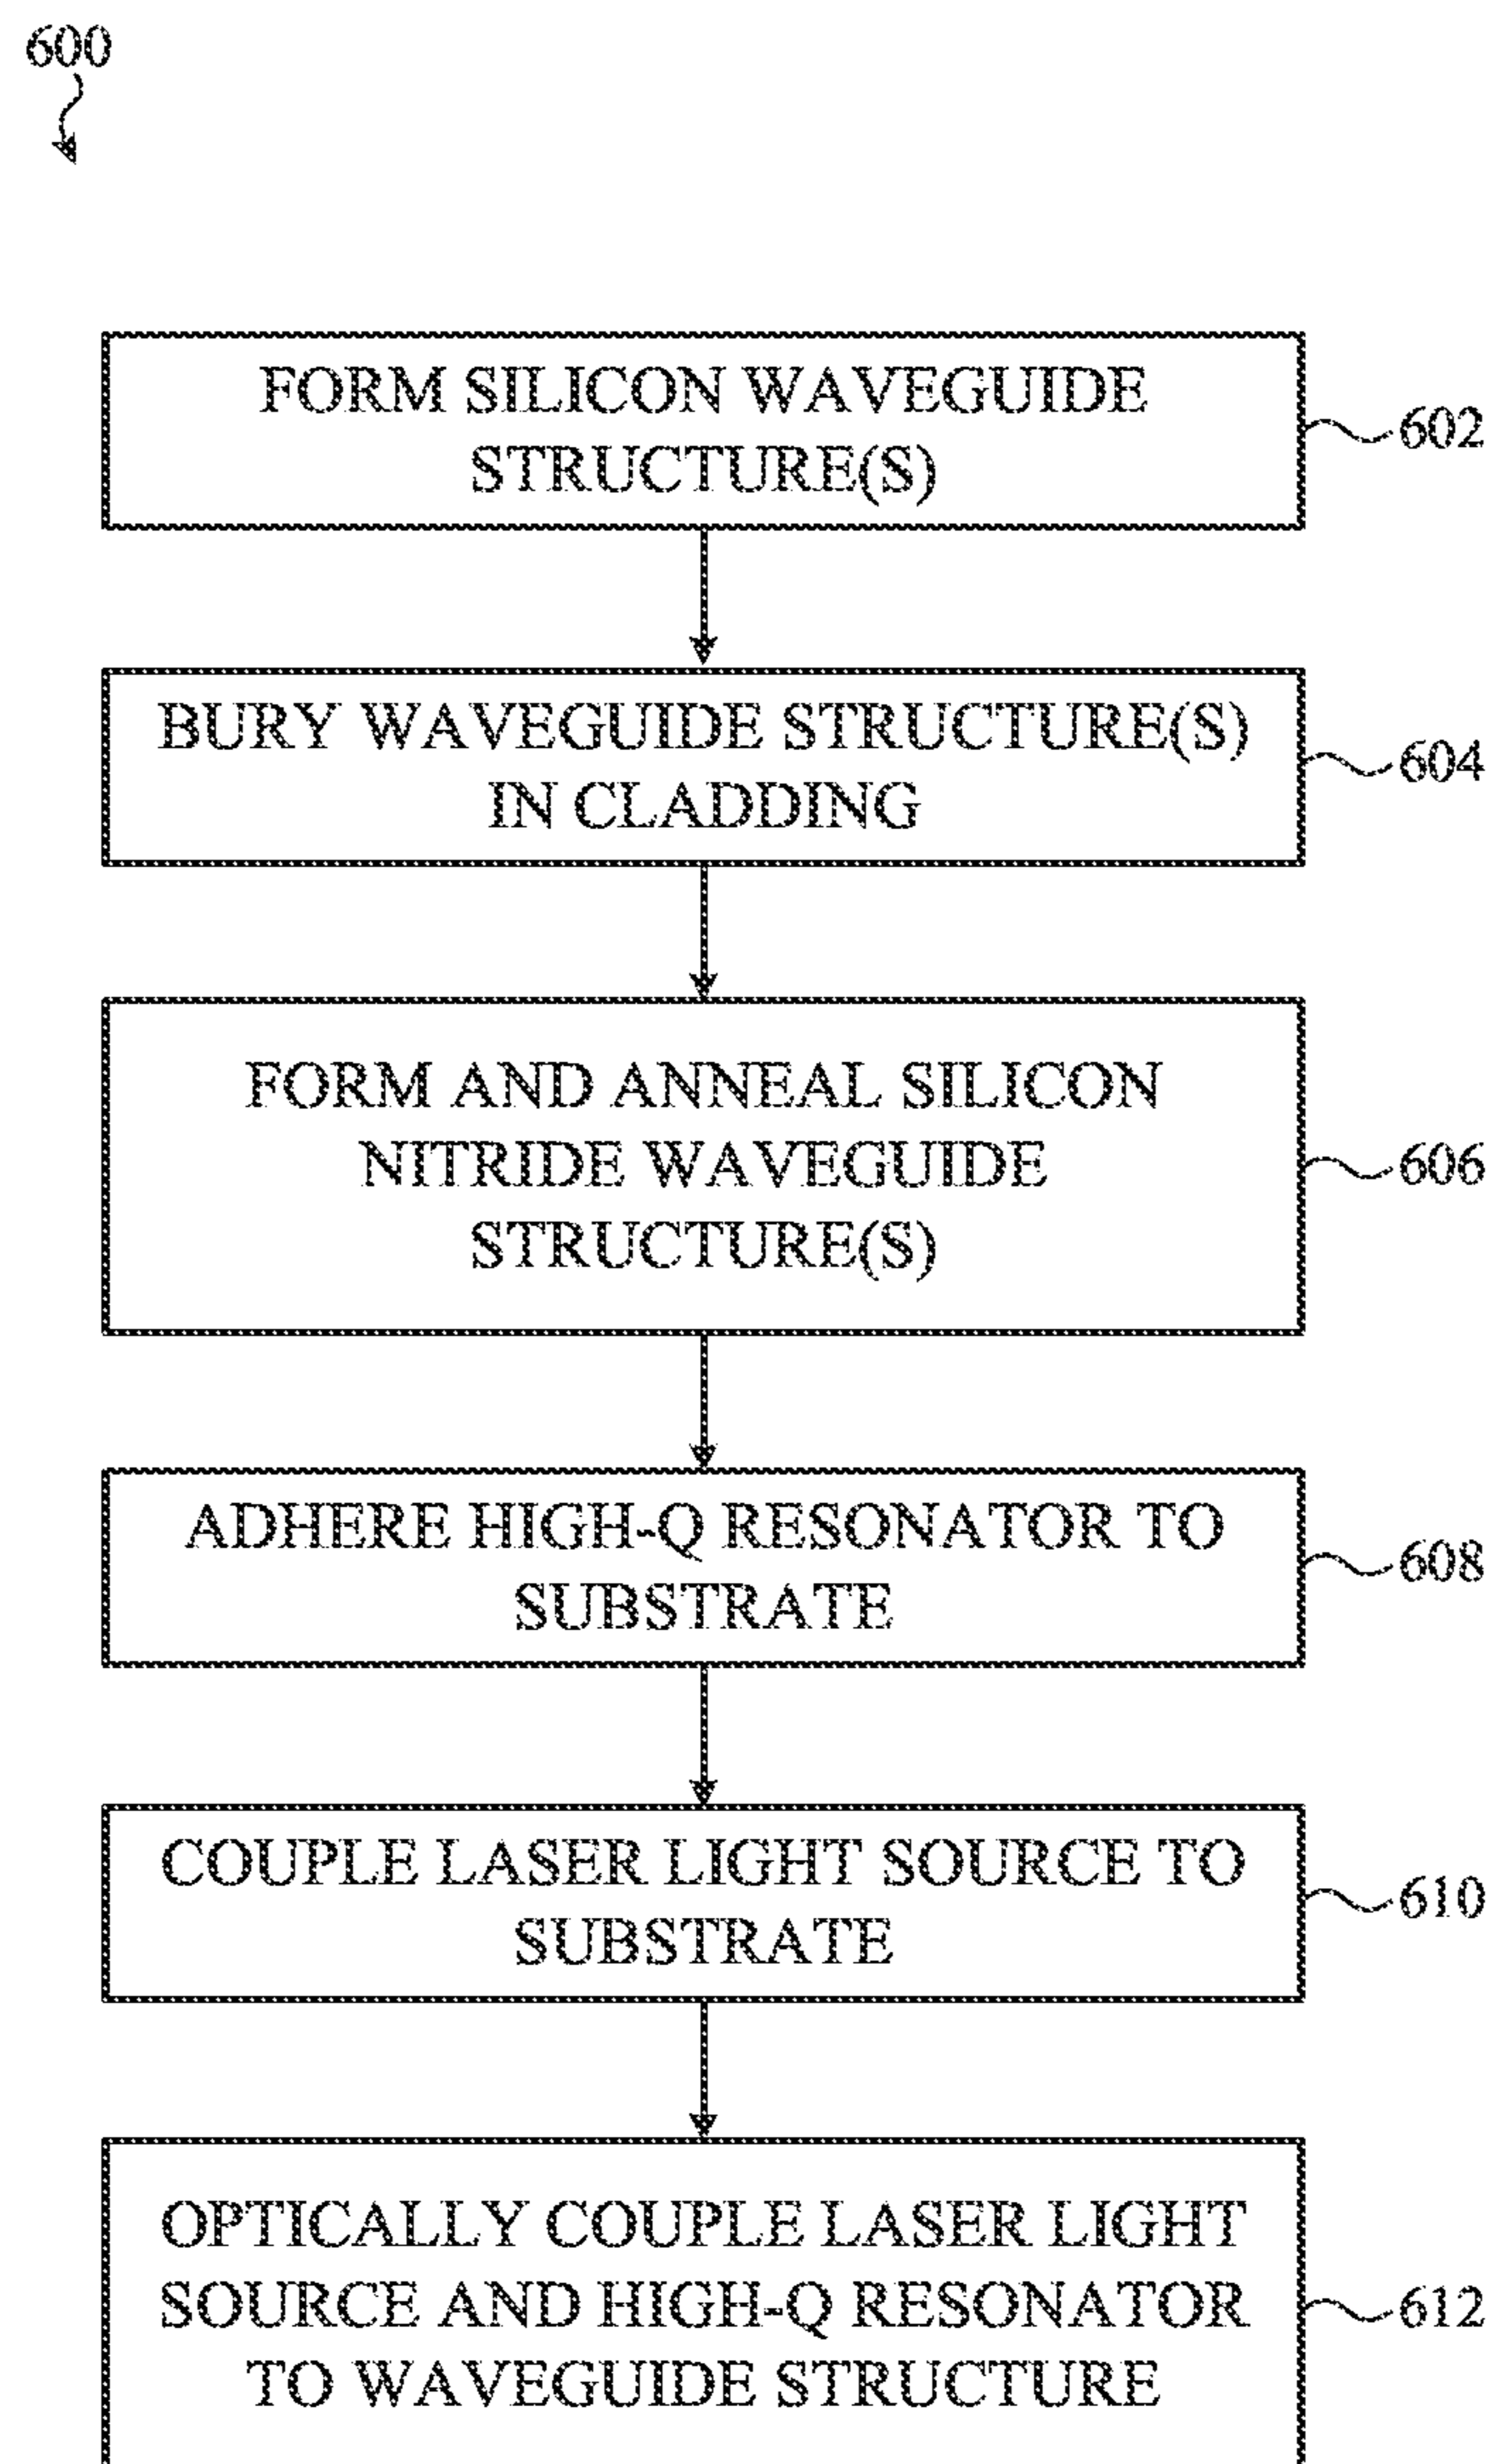 600
FORM SILICON WAVEGUIDE
STRUCTURE(S)
602
BURY WAVEGUIDE STRUCTURE(S)
IN CLADDING
604
FORM AND ANNEAL SILICON
NITRIDE WAVEGUIDE
STRUCTURE(S)
606
ADHERE HIGH-Q RESONATOR TO
SUBSTRATE
608
COUPLE LASER LIGHT SOURCE TO
SUBSTRATE
610
OPTICALLY COUPLE LASER LIGHT
SOURCE AND HIGH-Q RESONATOR
TO WAVEGUIDE STRUCTURE
612